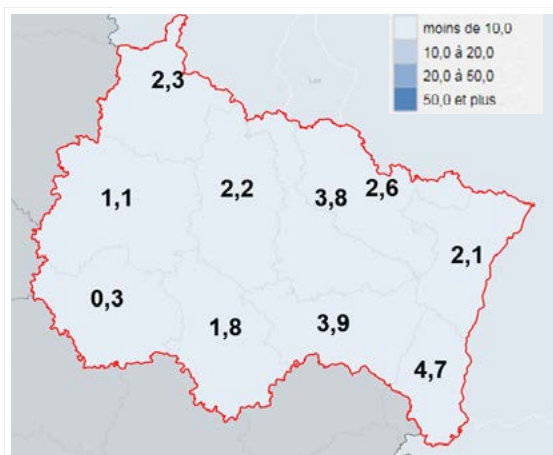 moins de 10,0
10,0 à 20,0
20,0 à 50,0
50,0 et plus
2,3
1,1
2,2
3,8
2,6
2,1
0,3
1,8
3,9
4,7